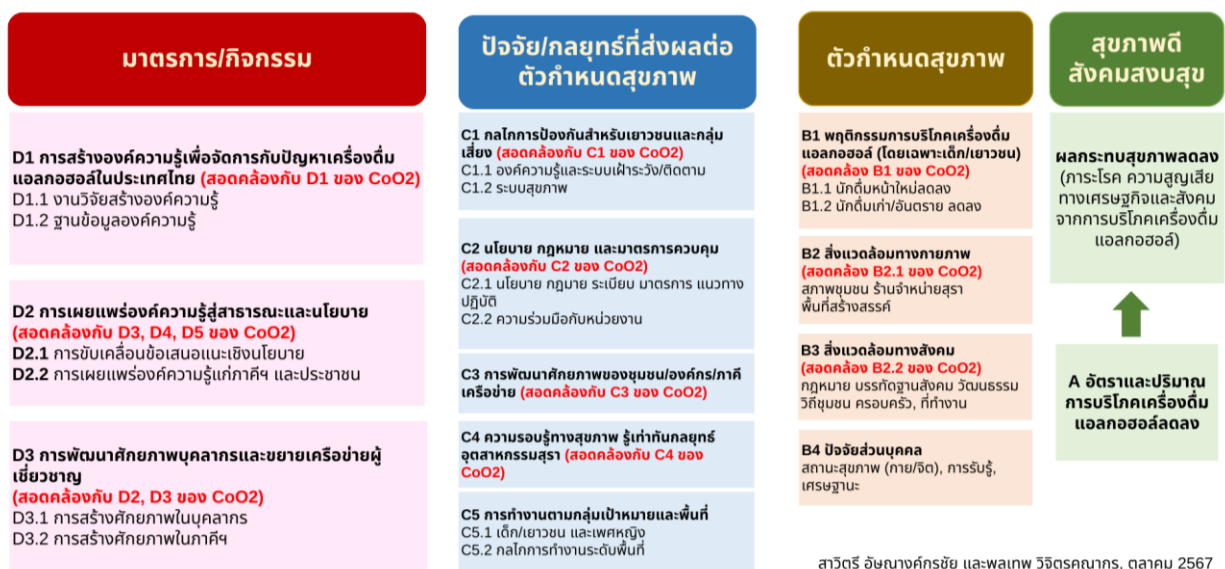 มาตรการ/กิจกรรม
D1 การสร้างองค์ความรู้เพื่อจัดการกับปัญหาเครื่องดื่ม
แอลกอฮอล์ในประเทศไทย (สอดคล้องกับ D1 ของ CoO2)
D1.1 งานวิจัยสร้างองค์ความรู้
D1.2 ฐานข้อมูลองค์ความรู้
D2 การเผยแพร่องค์ความรู้สู่สาธารณะและนโยบาย
(สอดคล้องกับ D3, D4, D5 ของ CoO2)
D2.1 การขับเคลื่อนข้อเสนอแนะเชิงนโยบาย
D2.2 การเผยแพร่องค์ความรู้แก่ภาคีฯ และประชาชน
D3 การพัฒนาศักยภาพบุคลากรและขยายเครือข่ายผู้
เชี่ยวชาญ
(สอดคล้องกับ D2, D3 ของ CoO2)
D3.1 การสร้างศักยภาพในบุคลากร
D3.2 การสร้างศักยภาพในภาคีฯ
ปัจจัย/กลยุทธ์ที่ส่งผลต่อ
ตัวกำหนดสุขภาพ
C1 กลไกการป้องกันสำหรับเยาวชนและกลุ่ม
เสี่ยง (สอดคล้องกับ C1 ของ CoO2)
C1.1 องค์ความรู้และระบบเฝ้าระวัง/ติดตาม
C1.2 ระบบสุขภาพ
C2 นโยบาย กฎหมาย และมาตรการควบคุม
(สอดคล้องกับ C2 ของ CoO2)
C2.1 นโยบาย กฎมาย ระเบียบ มาตรการ แนวทาง
ปฏิบัติ
C2.2 ความร่วมมือกับหน่วยงาน
C3 การพัฒนาศักยภาพของชุมชน/องค์กร/ภาคี
เครือข่าย (สอดคล้องกับ C3 ของ CoO2)
C4 ความรอบรู้ทางสุขภาพ รู้เท่าทันกลยุทธ์
อุตสาหกรรมสุรา (สอดคล้องกับ C4 ของ
CoO2)
C5 การทำงานตามกลุ่มเป้าหมายและพื้นที่
C5.1 เด็ก/เยาวชน และเพศหญิง
C5.2 กลไกการทำงานระดับพื้นที่
ตัวกำหนดสุขภาพ
B1 พฤติกรรมการบริโภคเครื่องดื่ม
แอลกอฮอล์ (โดยเฉพาะเด็ก/เยาวชน)
(สอดคล้อง B1 ของ CoO2)
B1.1 นักดื่มหน้าใหม่ลดลง
B1.2 นักดื่มเก่า/อันตราย ลดลง
B2 สิ่งแวดล้อมทางกายภาพ
(สอดคล้อง B2.1 ของ CoO2)
สภาพชุมชน ร้านจำหน่ายสุรา
พื้นที่สร้างสรรค์
B3 สิ่งแวดล้อมทางสังคม
(สอดคล้อง B2.2 ของ CoO2)
กฎหมาย บรรทัดฐานสังคม วัฒนธรรม
วิถีชุมชน ครอบครัว, ที่ทำงาน
B4 ปัจจัยส่วนบุคคล
สถานะสุขภาพ (กาย/จิต), การรับรู้,
เศรษฐานะ
สุขภาพดี
สังคมสงบสุข
ผลกระทบสุขภาพลดลง
(ภาระโรค ความสูญเสีย
ทางเศรษฐกิจและสังคม
จากการบริโภคเครื่องดื่ม
แอลกอฮอล์)
A อัตราและปริมาณ
การบริโภคเครื่องดื่ม
แอลกอฮอล์ลดลง
สาวิตรี อัษณางค์กรชัย และพลเทพ วิจิตรคุณากร, ตุลาคม 2567